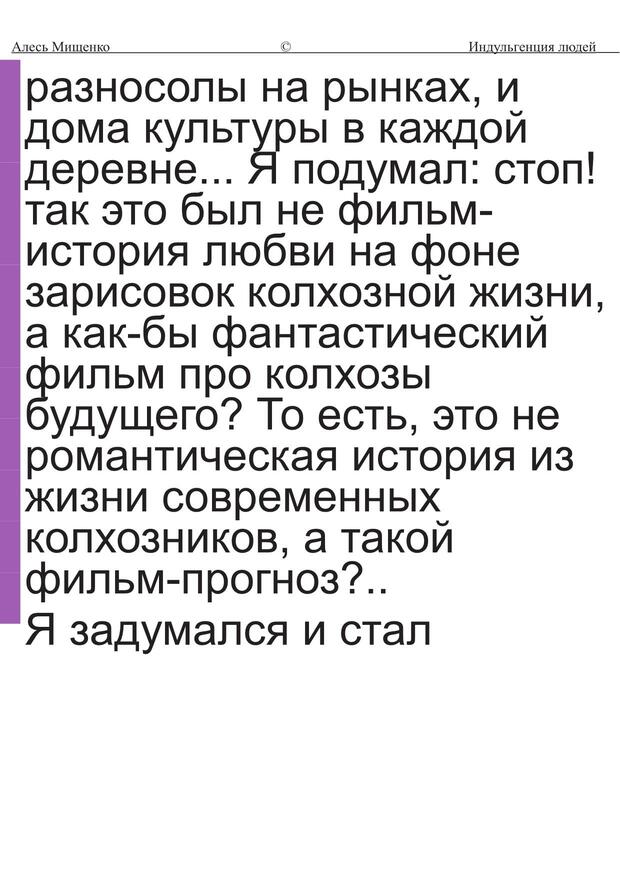 Алесь Мищенко © Индульгенция людей
разносолы на рынках, и
дома культуры в каждой
деревне... Я подумал: стоп!
так это был не фильм-
история любви на фоне
зарисовок колхозной жизни,
а как-бы фантастический
фильм про колхозы
будущего? То есть, это не
романтическая история из
жизни современных
колхозников, а такой
фильм-прогноз?..
Я задумался и стал